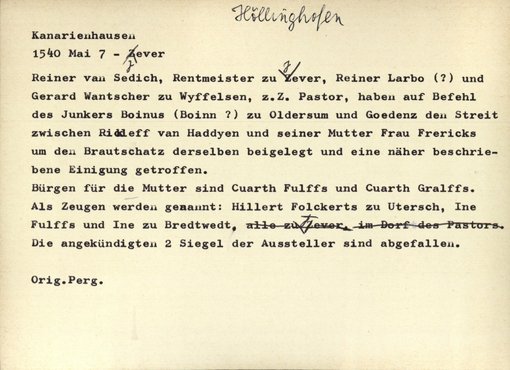 Höllinghofen
Kanarienhausen
1540 Mai 7 - Jever
Reiner van Sedich, Rentmeister zu Jever, Reiner Larbo (?) und
Gerard Wantscher zu Wyffelsen, z.Z. Pastor, haben auf Befehl
des Junkers Boinus (Boinn ?) zu Oldersum und Goedenz den Streit
zwischen Riddleff van Haddyen und seiner Mutter Frau Frericks
um den Brautschatz derselben beigelegt und eine näher beschrie-
bene Einigung getroffen.
Bürgen für die Mutter sind Cuarth Fulffs und Cuarth Gralffs.
Als Zeugen werden genannt: Hillert Folckerts zu Utersch, Ine
Fulffs und Ine zu Bredtwedt, alle zu Jever, im Dorf des Pastors.
Die angekündigten 2 Siegel der Aussteller sind abgefallen.
Orig.Perg.